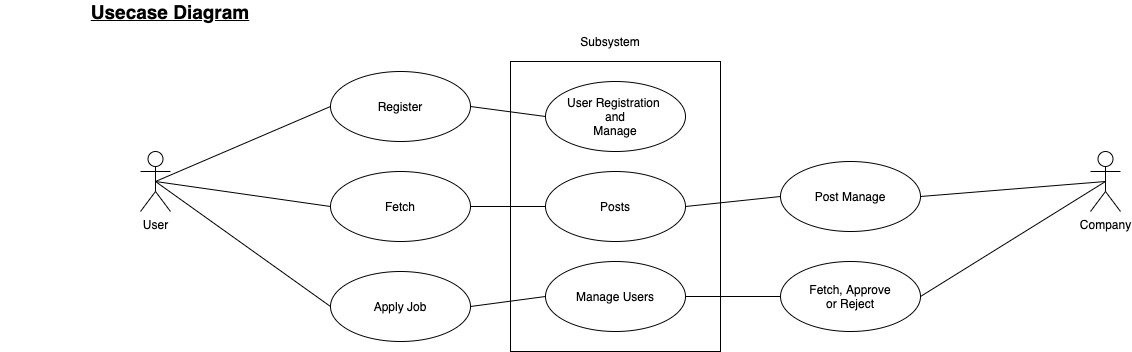 Usecase Diagram
Subsystem
Register
User Registration
and
Manage
User
Fetch
Posts
Post Manage
Company
Apply Job
Manage Users
Fetch, Approve
or Reject